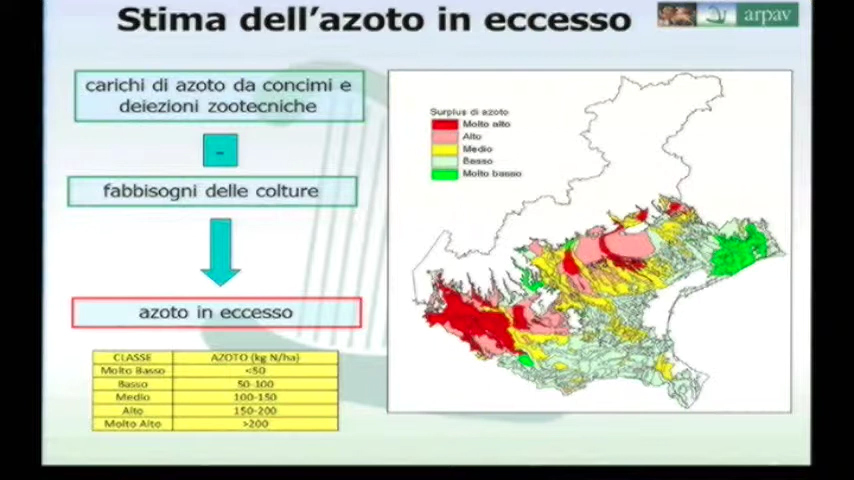 Stima dell'azoto in eccesso
arpav
carichi di azoto da concimi e
deiezioni zootecniche
-
fabbisogni delle colture
azoto in eccesso
CLASSE AZOTO (kg N/ha)
Molto Basso <50
Basso 50-100
Medio 100-150
Alto 150-200
Molto Alto >200
Surplus di azoto
Molto alto
Alto
Medio
Basso
Molto basso